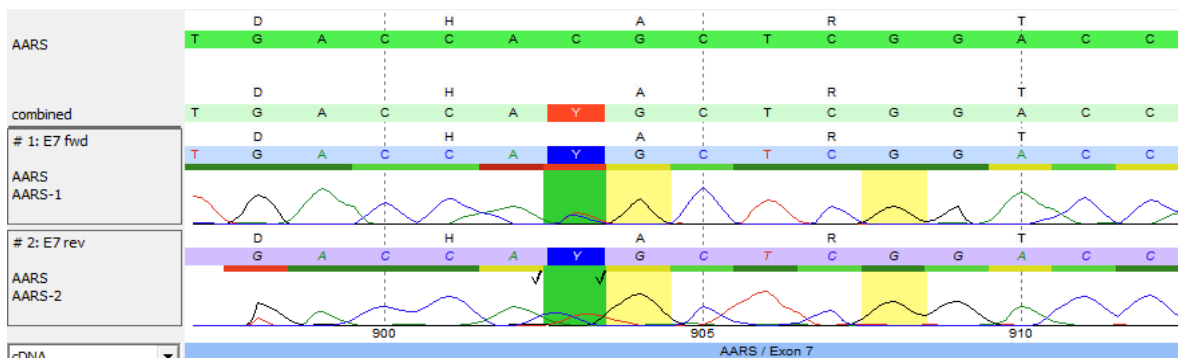 D H A R T
AARS T G A C C A C G C T C G G A C C
D H A R T
combined T G A C C A Y G C T C G G A C C
D H A R T
# 1: E7 fwd T G A C C A Y G C T C G G A C C
AARS
AARS-1
D H A R T
# 2: E7 rev G A C C A Y G C T C G G A C C
AARS
AARS-2
900 905 910
cDNA AARS / Exon 7